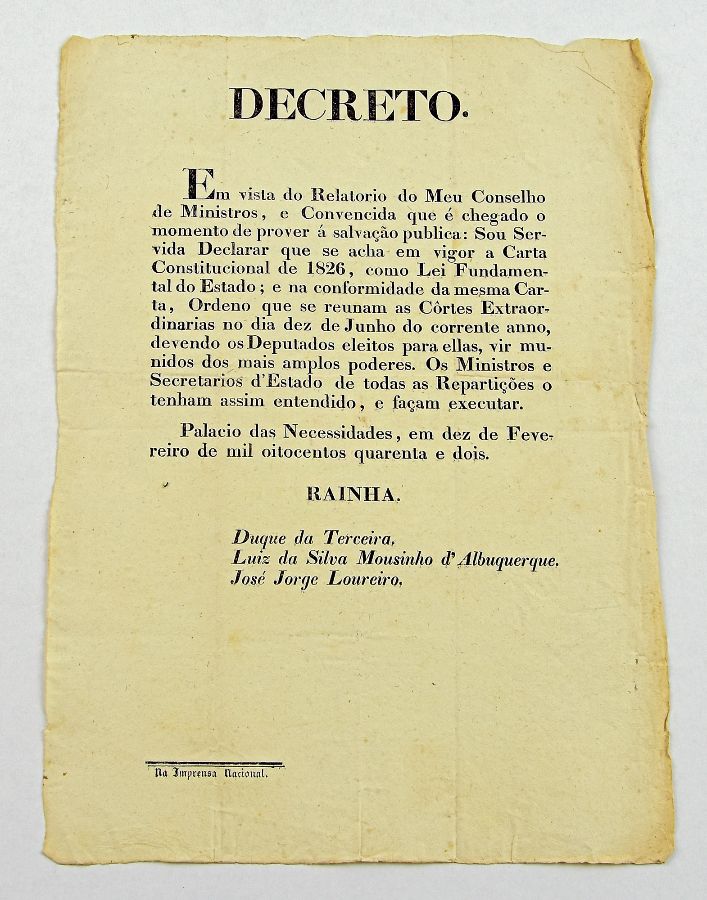 DECRETO.
Em vista do Relatorio do Meu Conselho
de Ministros, e Convencida que é chegado o
momento de prover á salvação publica: Sou Ser-
vida Declarar que se acha em vigor a Carta
Constitucional de 1826, como Lei Fundamen-
tal do Estado; e na conformidade da mesma Car-
ta, Ordeno que se reunam as Côrtes Extraor-
dinarias no dia dez de Junho do corrente anno,
devendo os Deputados eleitos para ellas, vir mu-
nidos dos mais amplos poderes. Os Ministros e
Secretarios d'Estado de todas as Repartições o
tenham assim entendido, e façam executar.
Palacio das Necessidades, em dez de Feve-
reiro de mil oitocentos quarenta e dois.
RAINHA.
Duque da Terceira,
Luiz da Silva Mousinho d'Albuquerque.
José Jorge Loureiro,
Na Imprensa Nacional.